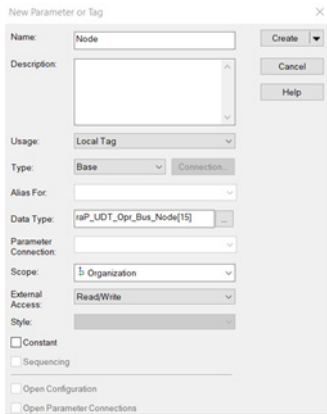 New Parameter or Tag
Name:
Node
Create
Description:
Cancel
Help
Usage:
Local Tag
Type:
Base
Connection...
Alias For:
Data Type:
raP_UDT_Opr_Bus_Node[15]
...
Parameter
Connection:
Scope:
Organization
External
Access:
Read/Write
Style:
Constant
Sequencing
Open Configuration
Open Parameter Connections